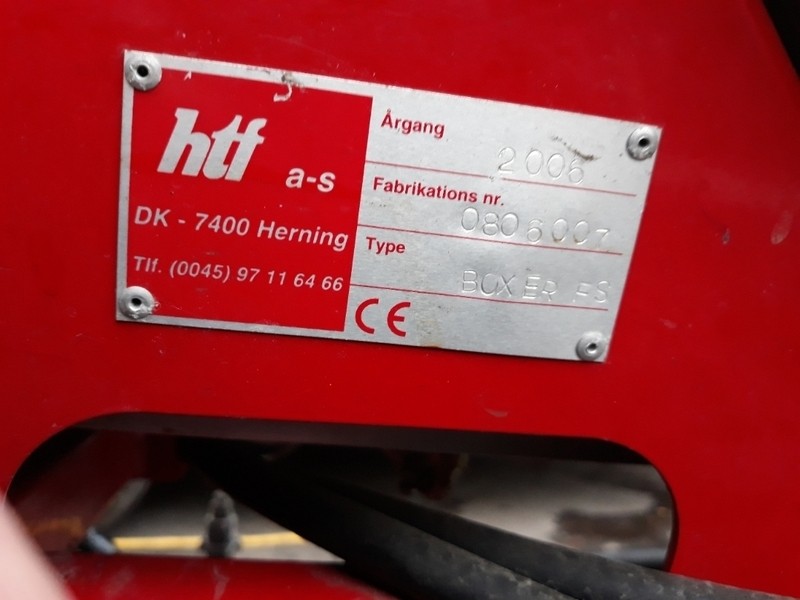 htf a-s
DK - 7400 Herning
Tlf. (0045) 97 11 64 66
Årgang 2006
Fabrikations nr. 0806007
Type BOXER FS
CE